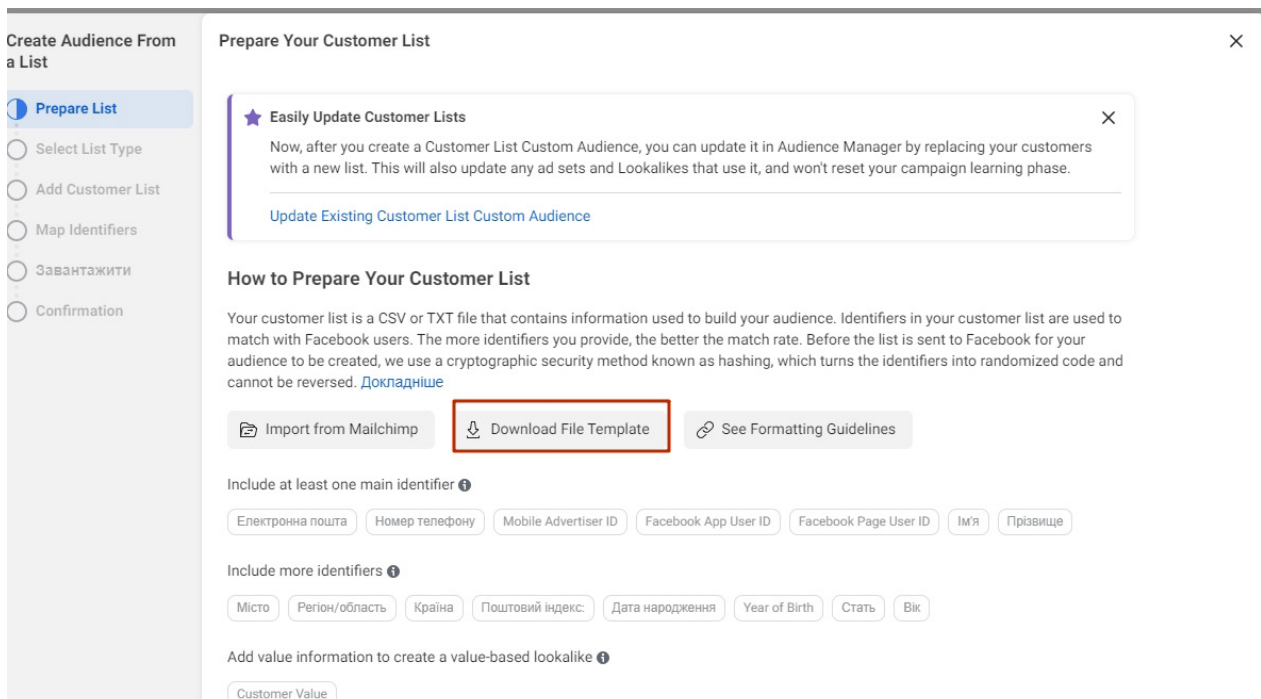 Create Audience From
a List
Prepare List
Select List Type
Add Customer List
Map Identifiers
Завантажити
Confirmation
Prepare Your Customer List
Easily Update Customer Lists
Now, after you create a Customer List Custom Audience, you can update it in Audience Manager by replacing your customers
with a new list. This will also update any ad sets and Lookalikes that use it, and won't reset your campaign learning phase.
Update Existing Customer List Custom Audience
How to Prepare Your Customer List
Your customer list is a CSV or TXT file that contains information used to build your audience. Identifiers in your customer list are used to
match with Facebook users. The more identifiers you provide, the better the match rate. Before the list is sent to Facebook for your
audience to be created, we use a cryptographic security method known as hashing, which turns the identifiers into randomized code and
cannot be reversed. Докладніше
Import from Mailchimp Download File Template See Formatting Guidelines
Include at least one main identifier
Електронна пошта Номер телефону Mobile Advertiser ID Facebook App User ID Facebook Page User ID Ім'я Прізвище
Include more identifiers
Місто Регіон/область Країна Поштовий індекс: Дата народження Year of Birth Стать Вік
Add value information to create a value-based lookalike
Customer Value